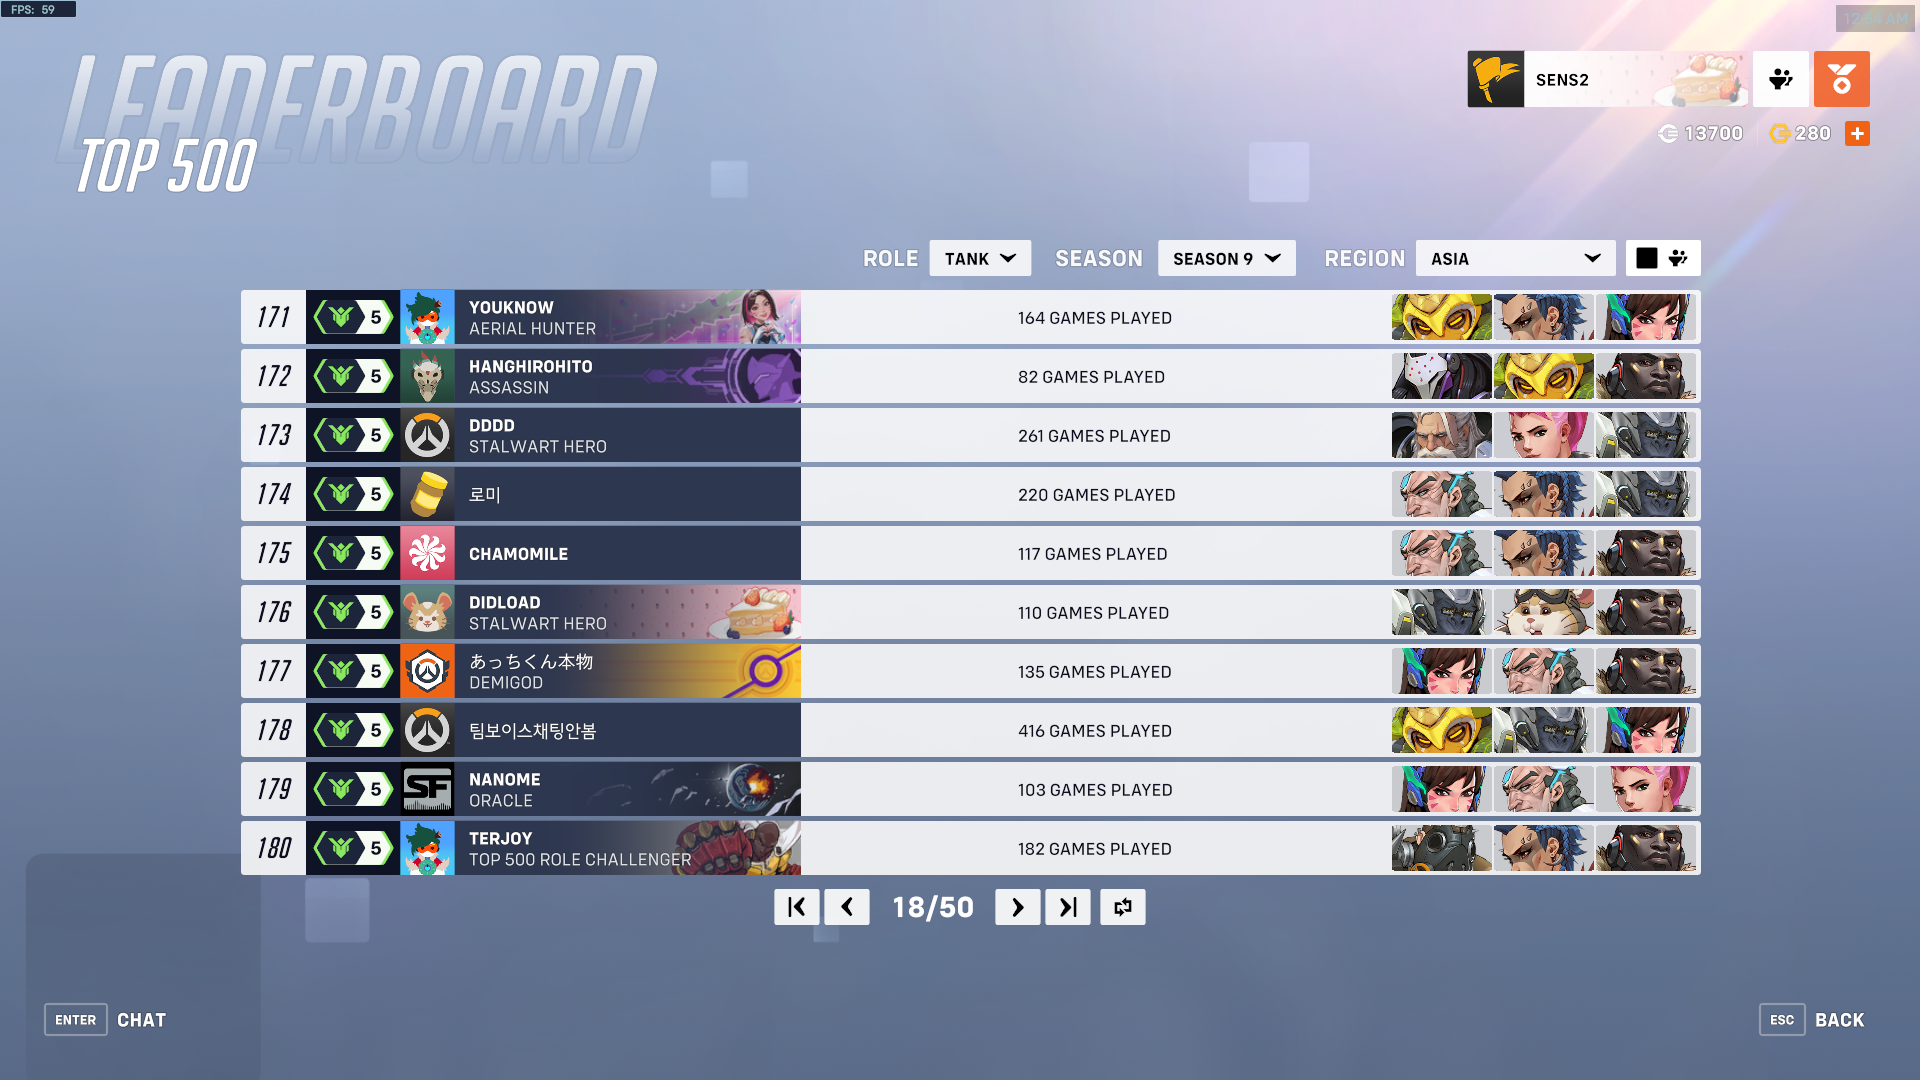 FPS: 59
LEADERBOARD
TOP 500
SENS2
13700
280
ROLE
TANK
SEASON
SEASON 9
REGION
ASIA
171
5
YOUKNOW
AERIAL HUNTER
164 GAMES PLAYED
172
5
HANGHIROHITO
ASSASSIN
82 GAMES PLAYED
173
5
DDDD
STALWART HERO
261 GAMES PLAYED
174
5
로미
220 GAMES PLAYED
175
5
CHAMOMILE
117 GAMES PLAYED
176
5
DIDLOAD
STALWART HERO
110 GAMES PLAYED
177
5
あっちくん本物
DEMIGOD
135 GAMES PLAYED
178
5
팀보이스채팅안봄
416 GAMES PLAYED
179
5
SF
NANOME
ORACLE
103 GAMES PLAYED
180
5
TERJOY
TOP 500 ROLE CHALLENGER
182 GAMES PLAYED
18/50
ENTER
CHAT
ESC
BACK